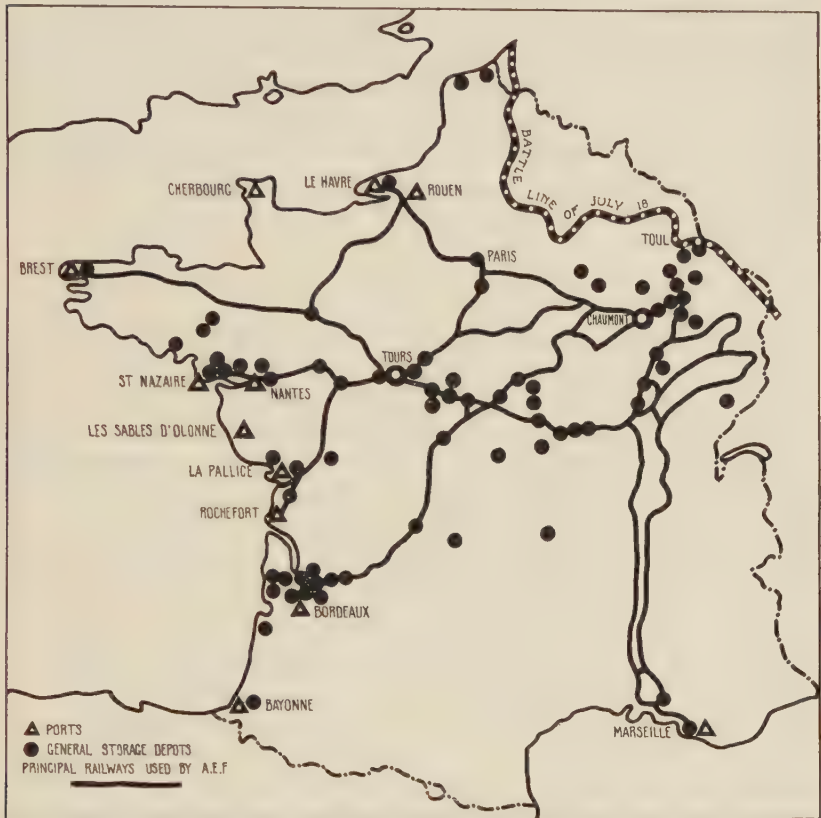 CHERBOURG
LE HAVRE
ROUEN
BATTLE LINE OF JULY 18
TOUL
BREST
PARIS
CHAUMONT
TOURS
ST NAZAIRE
NANTES
LES SABLES D'OLONNE
LA PALLICE
ROCHEFORT
BORDEAUX
BAYONNE
MARSEILLE
PORTS
GENERAL STORAGE DEPOTS
PRINCIPAL RAILWAYS USED BY A.E.F